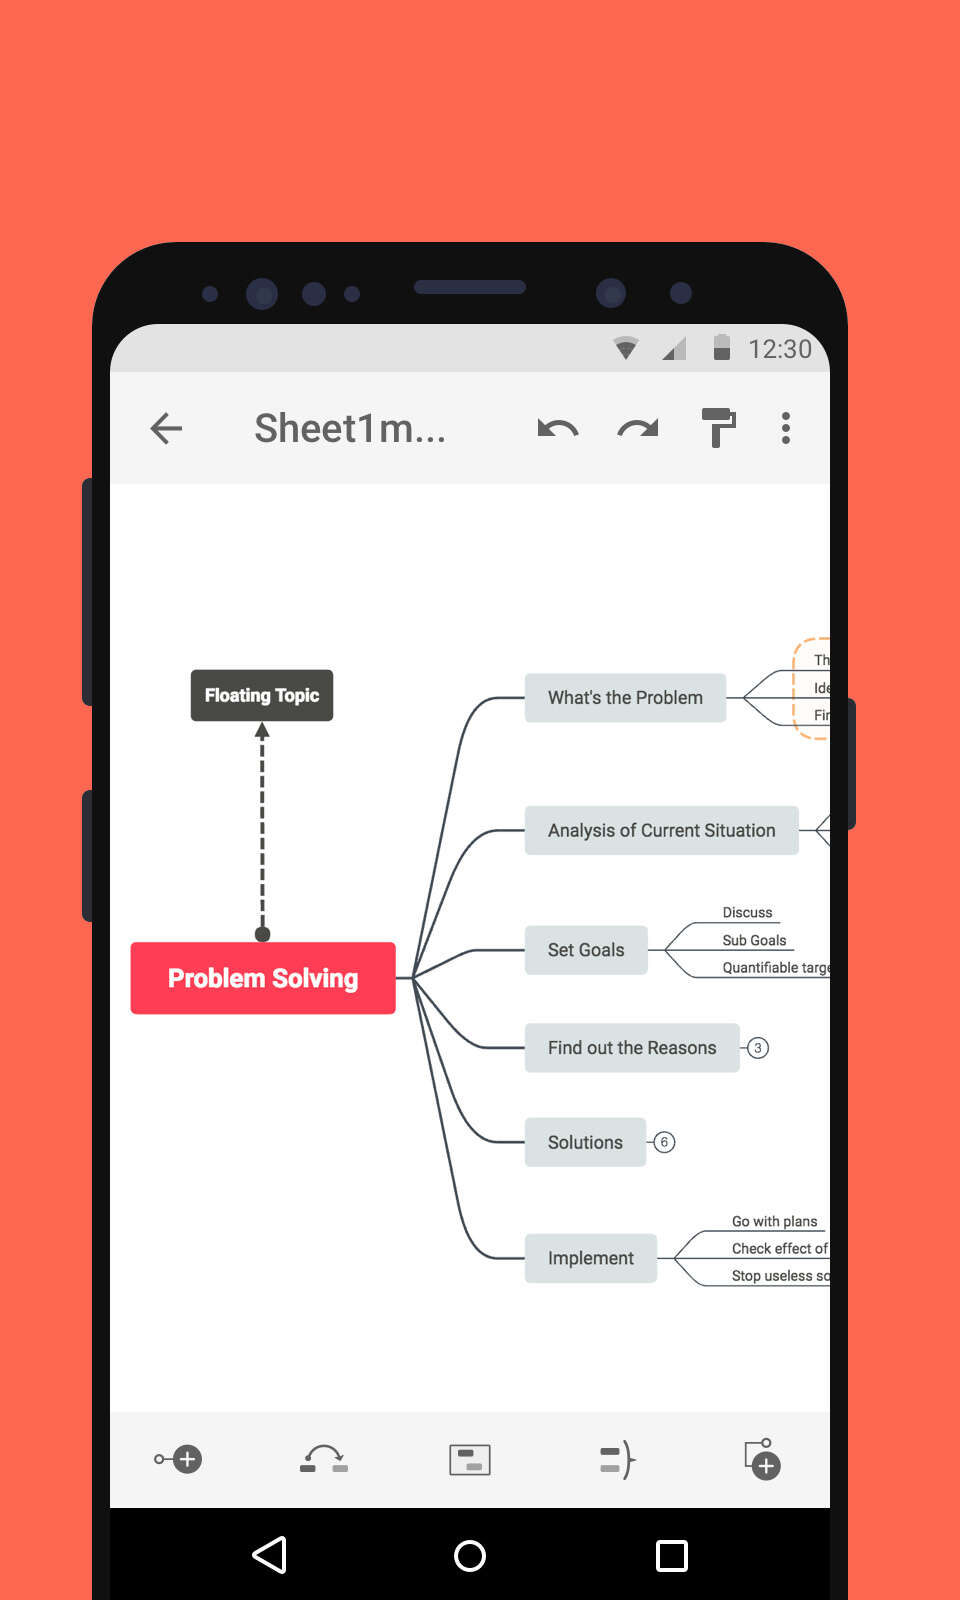 12:30
Sheet1m...
Floating Topic
Problem Solving
What's the Problem
Th
Ide
Fin
Analysis of Current Situation
Set Goals
Discuss
Sub Goals
Quantifiable targe
Find out the Reasons
3
Solutions
6
Implement
Go with plans
Check effect of
Stop useless so